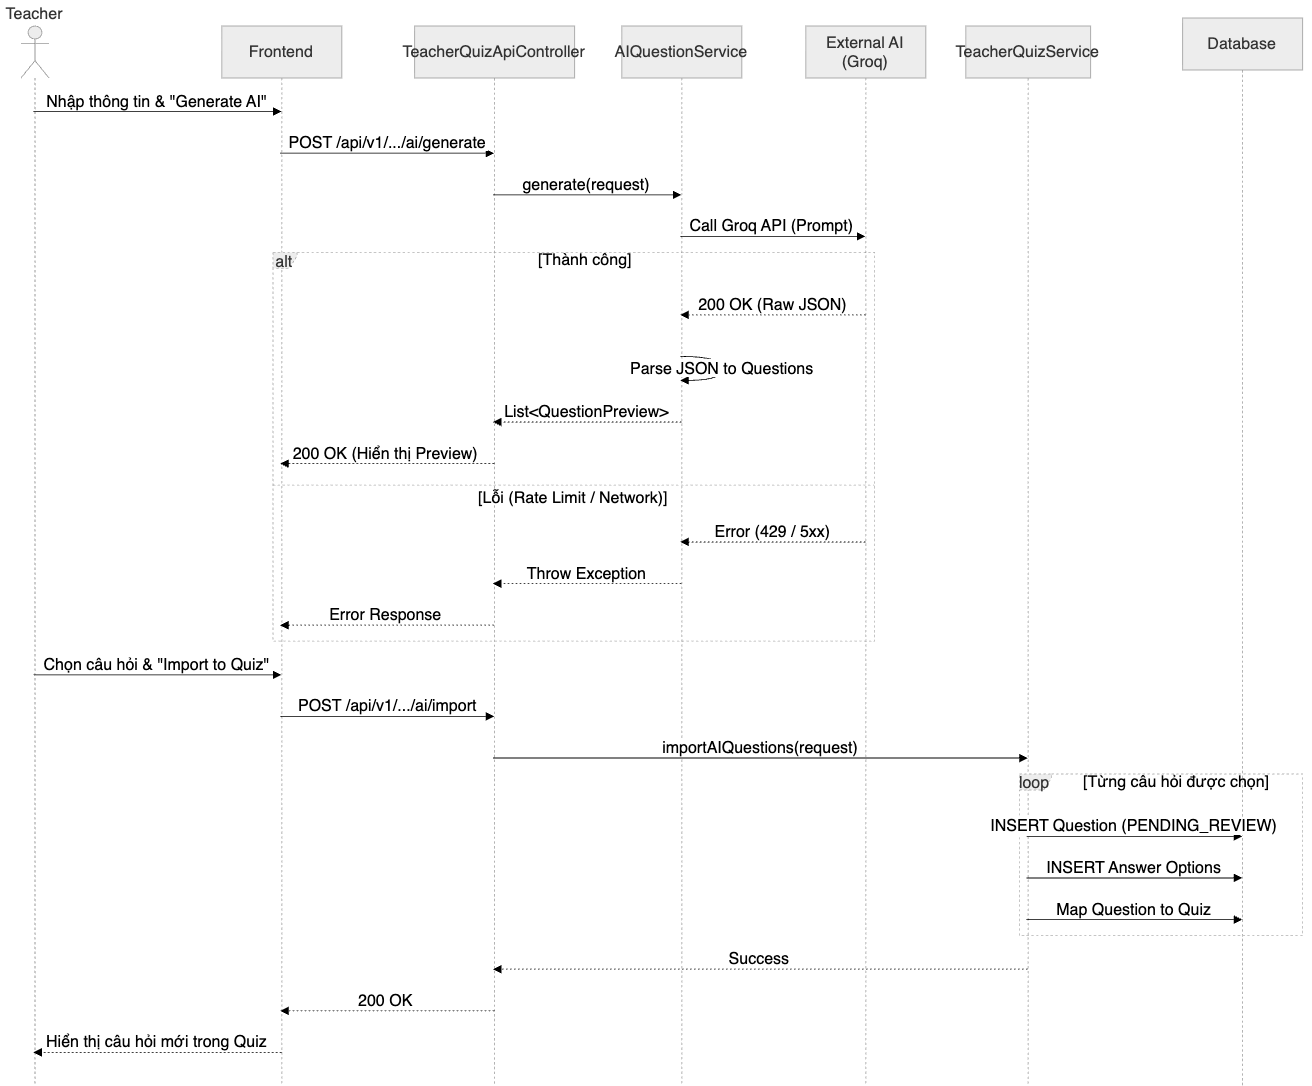 Teacher
Frontend
TeacherQuizApiController
AIQuestionService
External AI
(Groq)
TeacherQuizService
Database
Nhập thông tin & "Generate AI"
POST /api/v1/.../ai/generate
generate(request)
Call Groq API (Prompt)
alt
[Thành công]
200 OK (Raw JSON)
Parse JSON to Questions
List<QuestionPreview>
200 OK (Hiển thị Preview)
[Lỗi (Rate Limit / Network)]
Error (429 / 5xx)
Throw Exception
Error Response
Chọn câu hỏi & "Import to Quiz"
POST /api/v1/.../ai/import
importAIQuestions(request)
loop
[Từng câu hỏi được chọn]
INSERT Question (PENDING_REVIEW)
INSERT Answer Options
Map Question to Quiz
Success
200 OK
Hiển thị câu hỏi mới trong Quiz